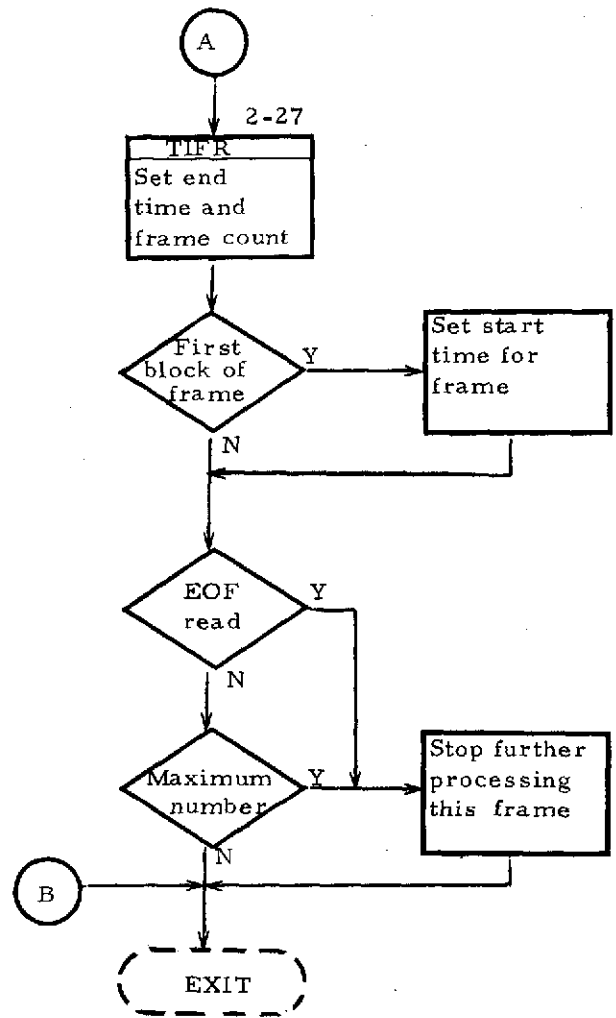 A
2-27
TIFR
Set end
time and
frame count
First
block of
frame
Y
Set start
time for
frame
N
EOF
read
Y
N
Maximum
number
Y
Stop further
processing
this frame
N
B
EXIT